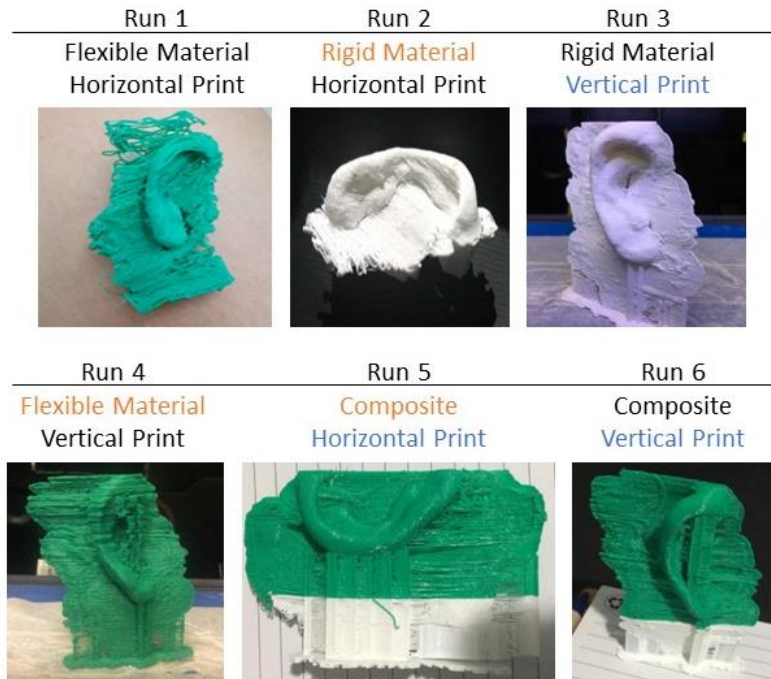 Run 1
Run 2
Run 3
Flexible Material
Horizontal Print
Rigid Material
Horizontal Print
Rigid Material
Vertical Print
Run 4
Run 5
Run 6
Flexible Material
Vertical Print
Composite
Horizontal Print
Composite
Vertical Print